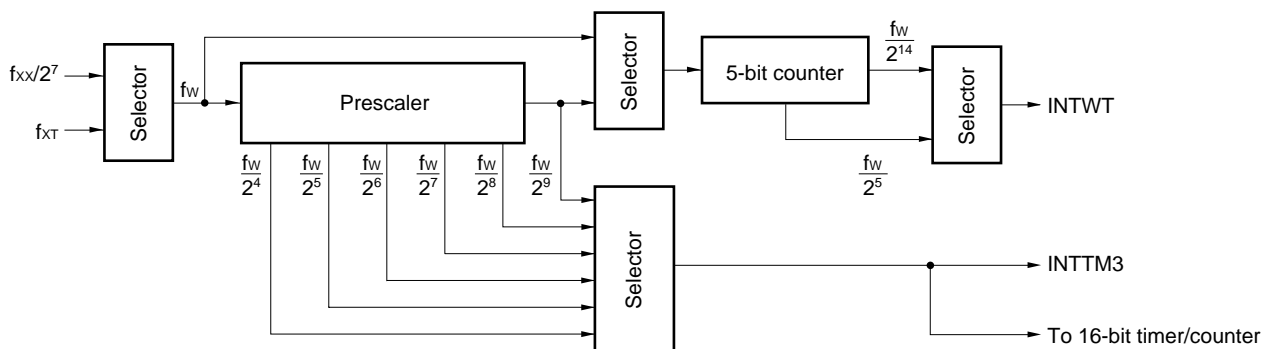 fXX/2^7
fXT
Selector
fW
Prescaler
fW/2^4
fW/2^5
fW/2^6
fW/2^7
fW/2^8
fW/2^9
Selector
5-bit counter
fW/2^14
fW/2^5
Selector
INTWT
Selector
INTTM3
To 16-bit timer/counter